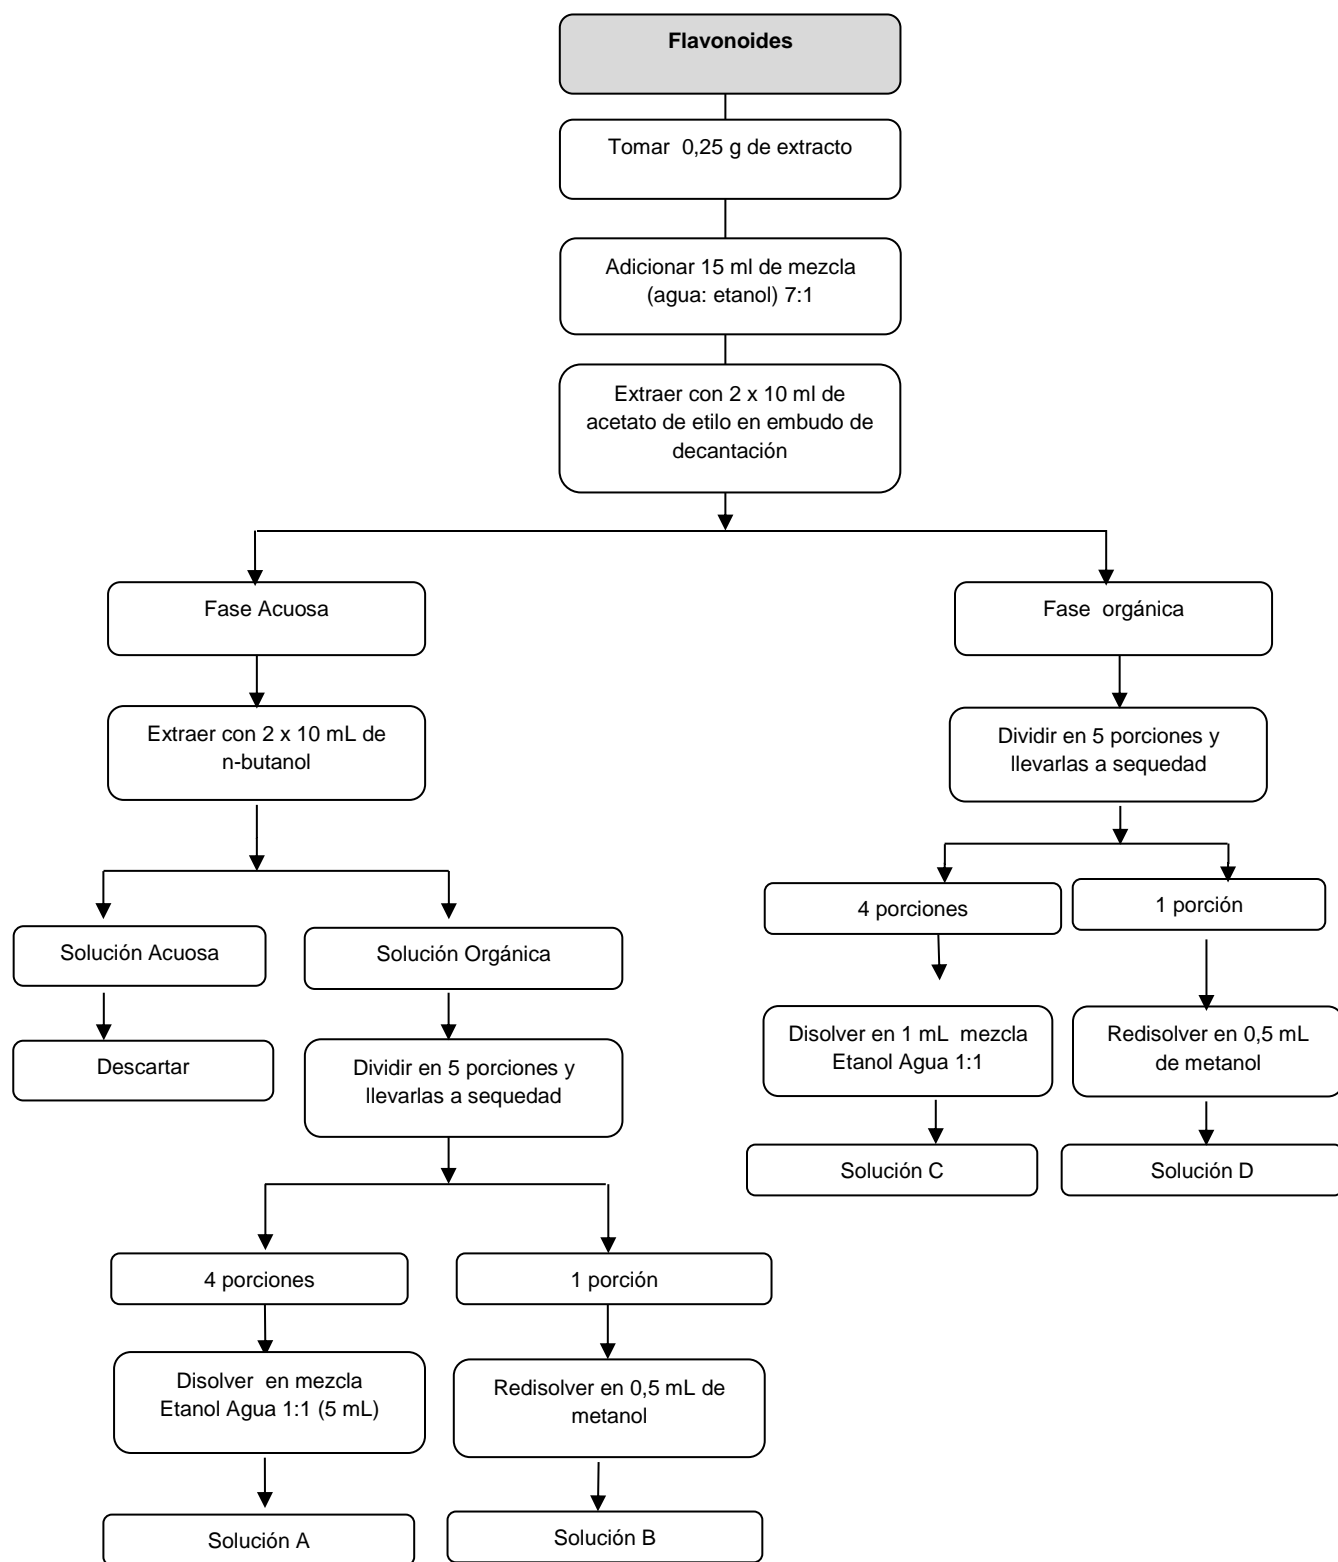 Flavonoides
Tomar 0,25 g de extracto
Adicionar 15 ml de mezcla
(agua: etanol) 7:1
Extraer con 2 x 10 ml de
acetato de etilo en embudo de
decantación
Fase Acuosa
Fase orgánica
Extraer con 2 x 10 mL de
n-butanol
Dividir en 5 porciones y
llevarlas a sequedad
4 porciones
1 porción
Solución Acuosa
Solución Orgánica
Disolver en 1 mL mezcla
Etanol Agua 1:1
Redisolver en 0,5 mL
de metanol
Descartar
Dividir en 5 porciones y
llevarlas a sequedad
Solución C
Solución D
4 porciones
1 porción
Disolver en mezcla
Etanol Agua 1:1 (5 mL)
Redisolver en 0,5 mL de
metanol
Solución A
Solución B